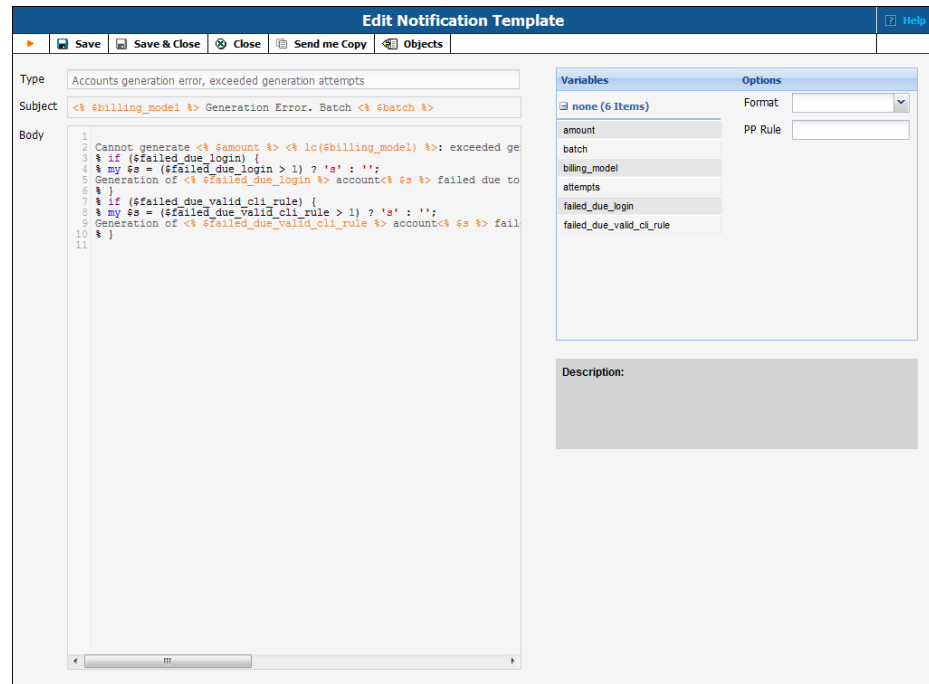 Edit Notification Template
? Help
Save Save & Close Close Send me Copy Objects
Type Accounts generation error, exceeded generation attempts
Subject <% $billing_model %> Generation Error. Batch <% $batch %>
Body
1
2 Cannot generate <% $amount %> <% lc($billing_model) %>: exceeded ge
3 % if ($failed_due_login) {
4 % my $s = ($failed_due_login > 1) ? 's' : '';
5 Generation of <% $failed_due_login %> account<% $s %> failed due to
6 % }
7 % if ($failed_due_valid_cli_rule) {
8 % my $s = ($failed_due_valid_cli_rule > 1) ? 's' : '';
9 Generation of <% $failed_due_valid_cli_rule %> account<% $s %> fail
10 % }
11
Variables
none (6 Items)
amount
batch
billing_model
attempts
failed_due_login
failed_due_valid_cli_rule
Options
Format
PP Rule
Description: